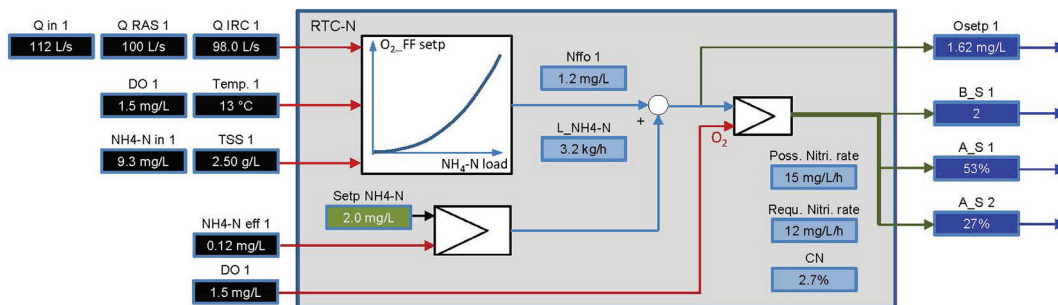 Q in 1 Q RAS 1 Q IRC 1
112 L/s 100 L/s 98.0 L/s
DO 1 Temp. 1
1.5 mg/L 13 °C
NH4-N in 1 TSS 1
9.3 mg/L 2.50 g/L
NH4-N eff 1
0.12 mg/L
DO 1
1.5 mg/L
RTC-N
O₂_FF setp
NH₄-N load
Setp NH4-N
2.0 mg/L
Nffo 1
1.2 mg/L
+
L_NH4-N
3.2 kg/h
O₂
Poss. Nitri. rate
15 mg/L/h
Requ. Nitri. rate
12 mg/L/h
CN
2.7%
Osetp 1
1.62 mg/L
B_S 1
2
A_S 1
53%
A_S 2
27%